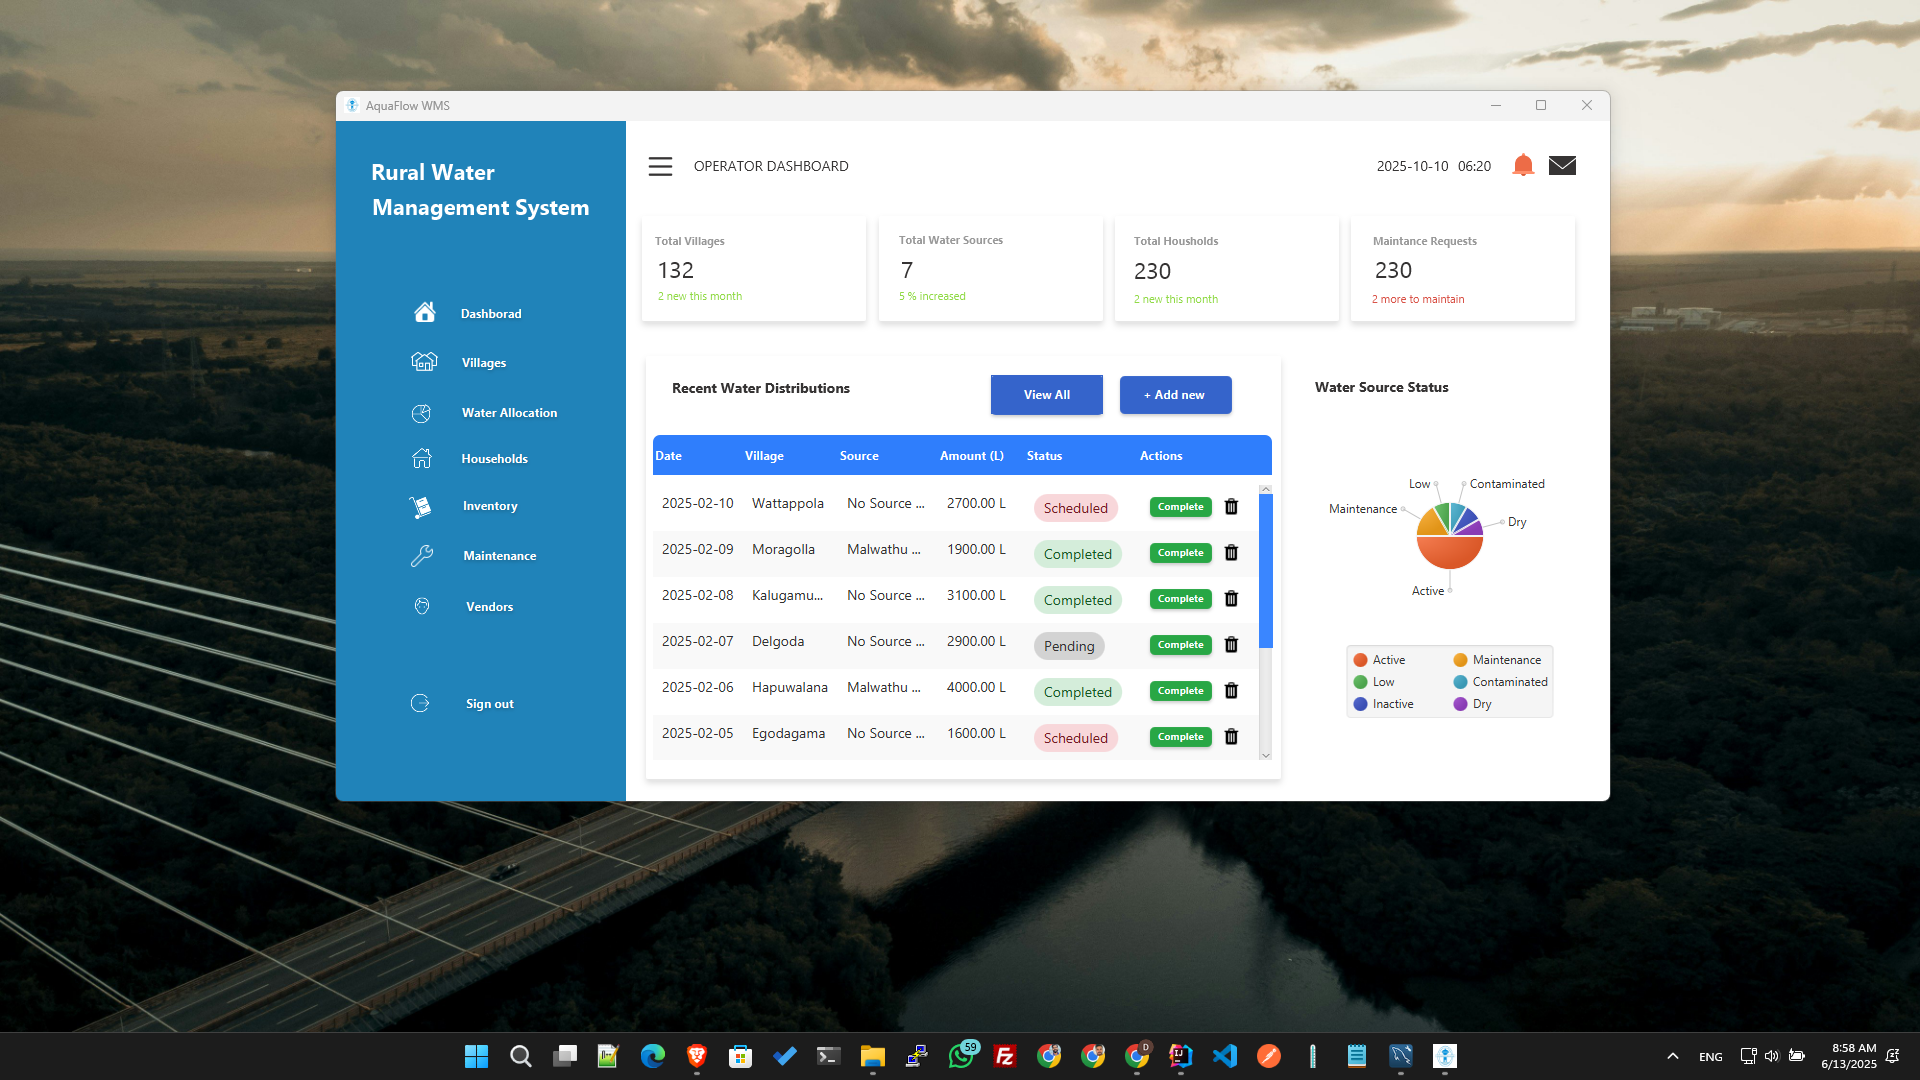 AquaFlow WMS
Rural Water
Management System
Dashborad
Villages
Water Allocation
Households
Inventory
Maintenance
Vendors
Sign out
OPERATOR DASHBOARD
2025-10-10 06:20
Total Villages
132
2 new this month
Total Water Sources
7
5 % increased
Total Housholds
230
2 new this month
Maintance Requests
230
2 more to maintain
Recent Water Distributions
View All
+ Add new
Date Village Source Amount (L) Status Actions
2025-02-10 Wattappola No Source ... 2700.00 L Scheduled Complete
2025-02-09 Moragolla Malwathu ... 1900.00 L Completed Complete
2025-02-08 Kalugamu... No Source ... 3100.00 L Completed Complete
2025-02-07 Delgoda No Source ... 2900.00 L Pending Complete
2025-02-06 Hapuwalana Malwathu ... 4000.00 L Completed Complete
2025-02-05 Egodagama No Source ... 1600.00 L Scheduled Complete
Water Source Status
Low Contaminated
Maintenance
Dry
Active
Active Maintenance
Low Contaminated
Inactive Dry
59
D
IJ
ENG
8:58 AM
6/13/2025